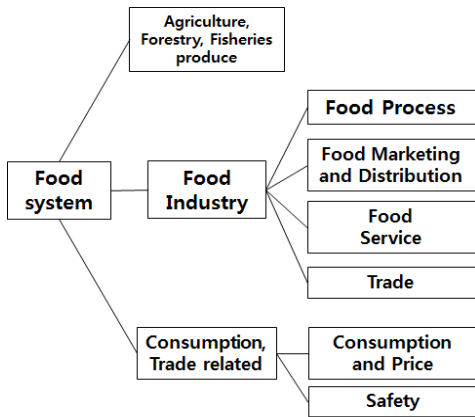 Agriculture,
Forestry, Fisheries
produce
Food
system
Food
Industry
Food Process
Food Marketing
and Distribution
Food
Service
Trade
Consumption,
Trade related
Consumption
and Price
Safety